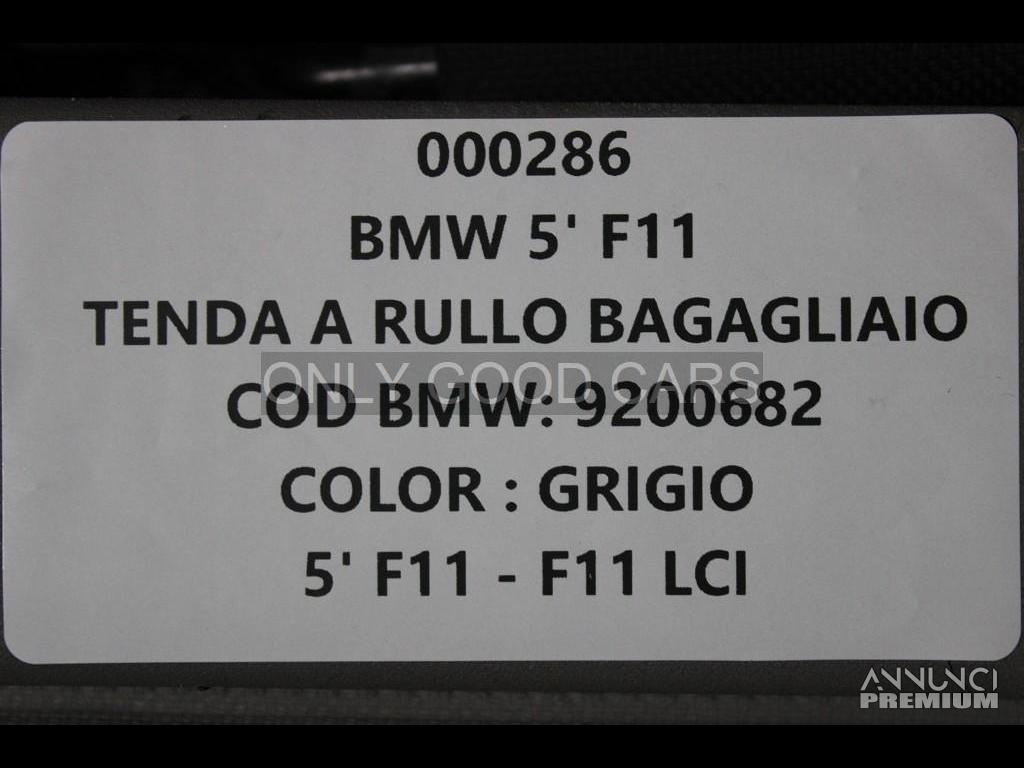 000286
BMW 5' F11
TENDA A RULLO BAGAGLIAIO
ONLY GOOD CARS
COD BMW: 9200682
COLOR : GRIGIO
5' F11 - F11 LCI
ANNUNCI
PREMIUM